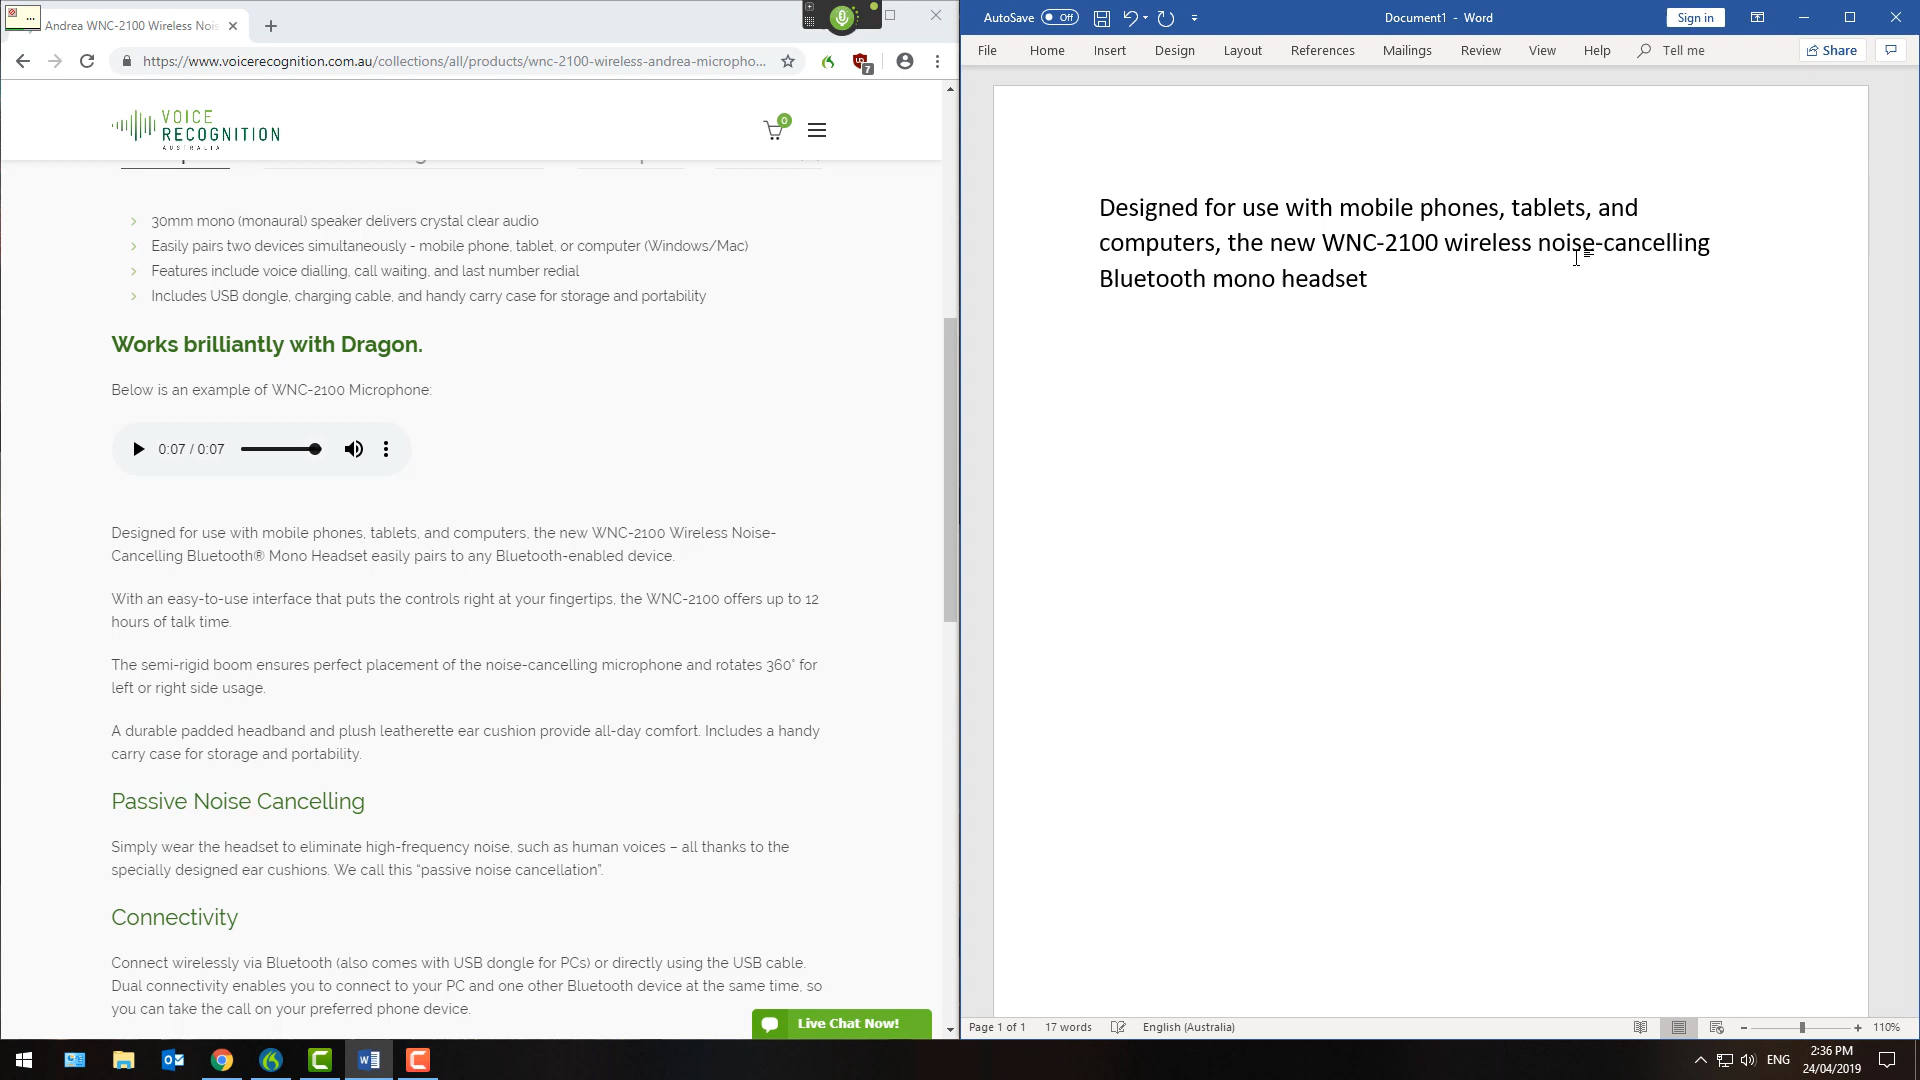 Andrea WNC-2100 Wireless Nois
https://www.voicerecognition.com.au/collections/all/products/wnc-2100-wireless-andrea-micropho...
7
VOICE
RECOGNITION
AUSTRALIA
0
30mm mono (monaural) speaker delivers crystal clear audio
Easily pairs two devices simultaneously - mobile phone, tablet, or computer (Windows/Mac)
Features include voice dialling, call waiting, and last number redial
Includes USB dongle, charging cable, and handy carry case for storage and portability
Works brilliantly with Dragon.
Below is an example of WNC-2100 Microphone:
0:07 / 0:07
Designed for use with mobile phones, tablets, and computers, the new WNC-2100 Wireless Noise-
Cancelling Bluetooth® Mono Headset easily pairs to any Bluetooth-enabled device.
With an easy-to-use interface that puts the controls right at your fingertips, the WNC-2100 offers up to 12
hours of talk time.
The semi-rigid boom ensures perfect placement of the noise-cancelling microphone and rotates 360° for
left or right side usage.
A durable padded headband and plush leatherette ear cushion provide all-day comfort. Includes a handy
carry case for storage and portability.
Passive Noise Cancelling
Simply wear the headset to eliminate high-frequency noise, such as human voices – all thanks to the
specially designed ear cushions. We call this “passive noise cancellation”.
Connectivity
Connect wirelessly via Bluetooth (also comes with USB dongle for PCs) or directly using the USB cable.
Dual connectivity enables you to connect to your PC and one other Bluetooth device at the same time, so
you can take the call on your preferred phone device.
Live Chat Now!
AutoSave Off
Document1 - Word
Sign in
File Home Insert Design Layout References Mailings Review View Help Tell me Share
Designed for use with mobile phones, tablets, and
computers, the new WNC-2100 wireless noise-cancelling
Bluetooth mono headset
Page 1 of 1 17 words English (Australia) 110%
ENG
2:36 PM
24/04/2019